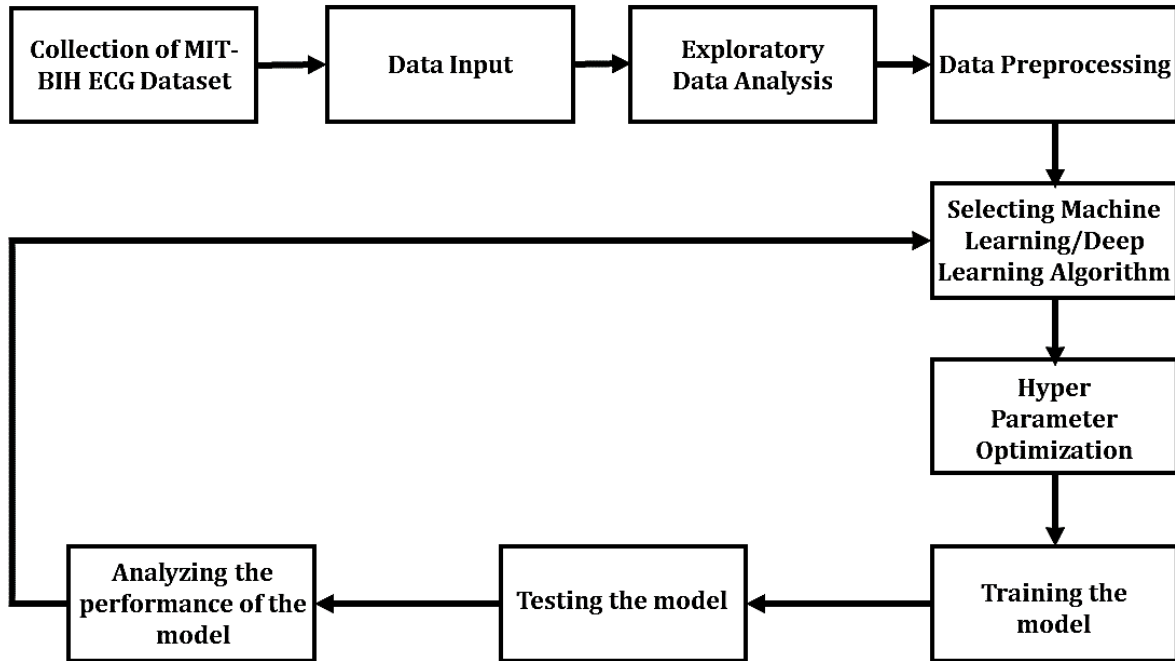 Collection of MIT-
BIH ECG Dataset
Data Input
Exploratory
Data Analysis
Data Preprocessing
Selecting Machine
Learning/Deep
Learning Algorithm
Hyper
Parameter
Optimization
Training the
model
Testing the model
Analyzing the
performance of the
model